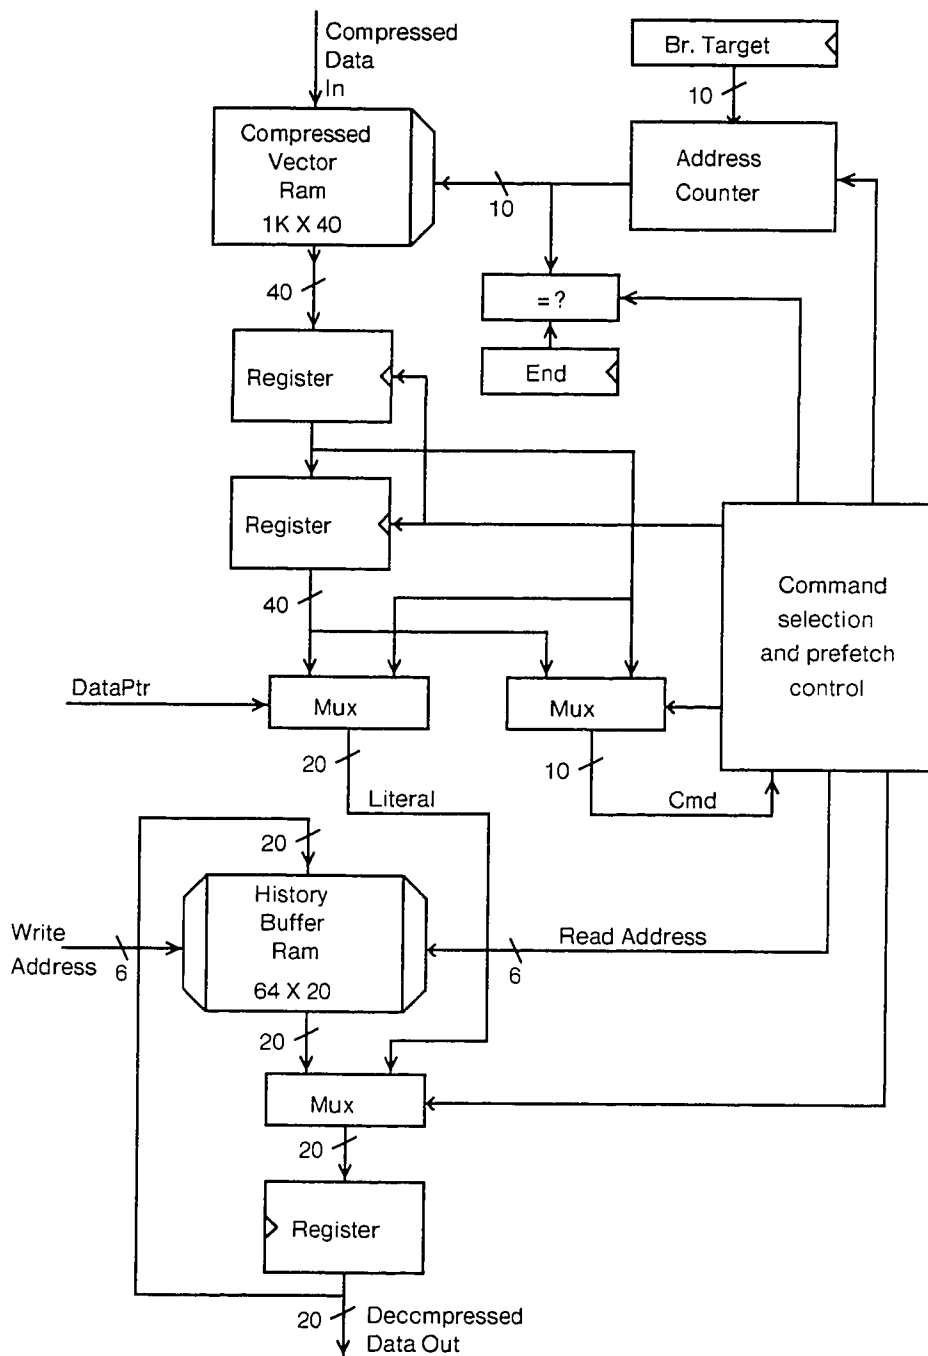 Compressed
Data
In
Br. Target
10
Compressed
Vector
Ram
1K X 40
Address
Counter
10
40
=?
Register
End
Register
Command
selection
and prefetch
control
40
DataPtr
Mux
Mux
20
10
Literal
Cmd
20
History
Buffer
Ram
64 X 20
Write
Address
6
Read Address
6
20
Mux
20
Register
20
Deccmpressed
Data Out